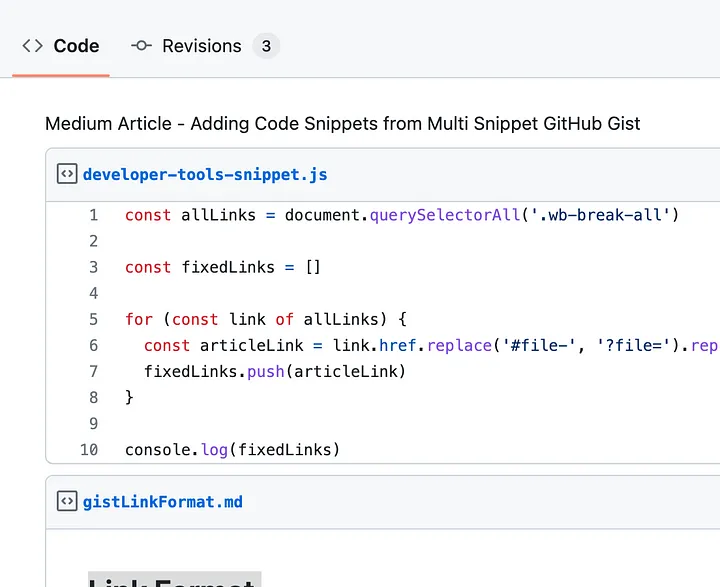 Code Revisions 3
Medium Article - Adding Code Snippets from Multi Snippet GitHub Gist
developer-tools-snippet.js
1 const allLinks = document.querySelectorAll('.wb-break-all')
2
3 const fixedLinks = []
4
5 for (const link of allLinks) {
6 const articleLink = link.href.replace('#file-', '?file=').rep
7 fixedLinks.push(articleLink)
8 }
9
10 console.log(fixedLinks)
gistLinkFormat.md
Link Format